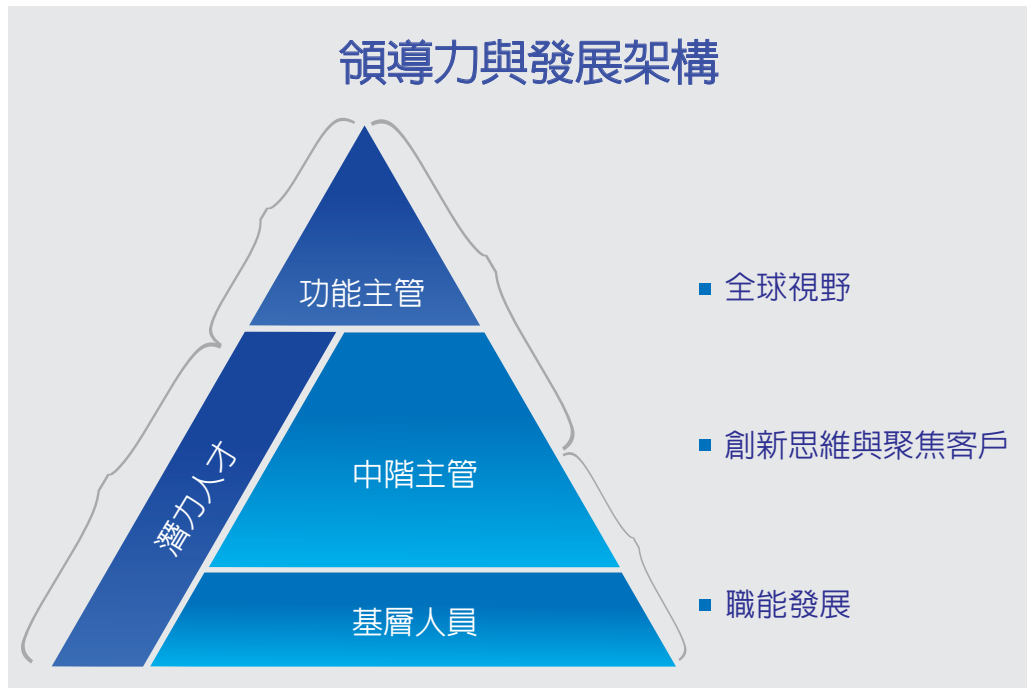 領導力與發展架構
功能主管
全球視野
潛力人才
中階主管
創新思維與聚焦客戶
基層人員
職能發展